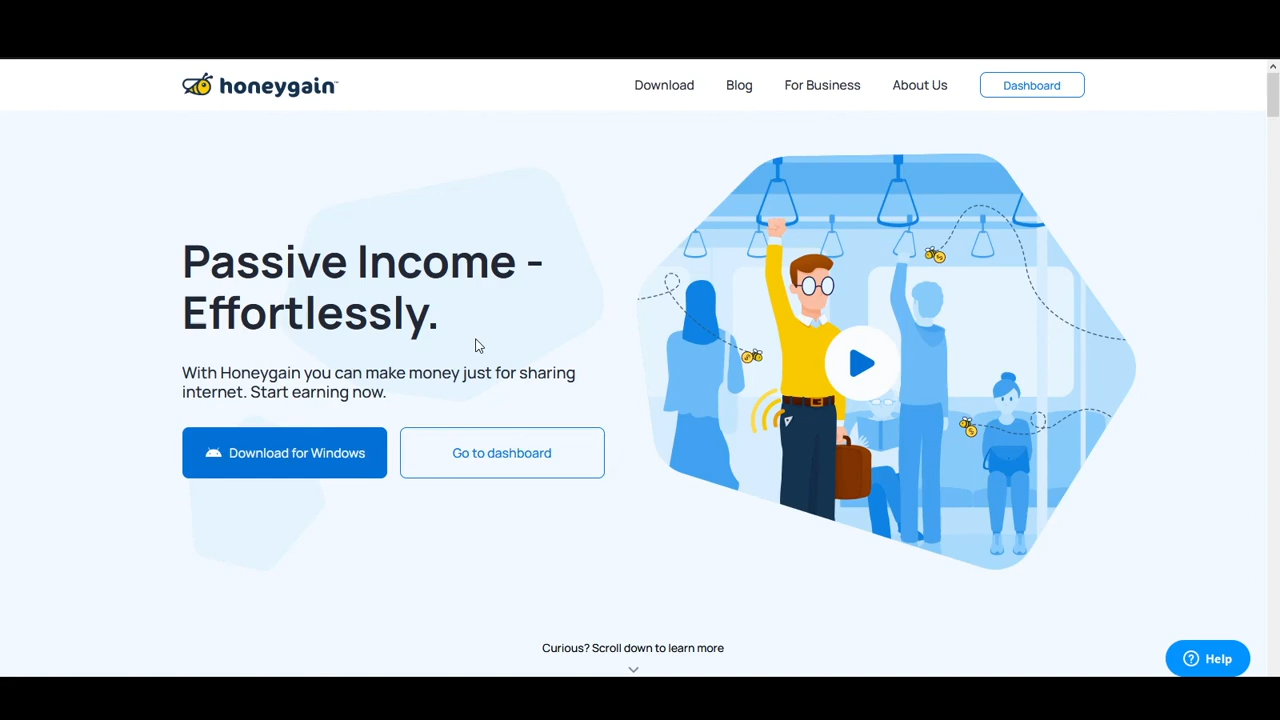 honeygain™
Download
Blog
For Business
About Us
Dashboard
Passive Income -
Effortlessly.
With Honeygain you can make money just for sharing
internet. Start earning now.
Download for Windows
Go to dashboard
Curious? Scroll down to learn more
Help